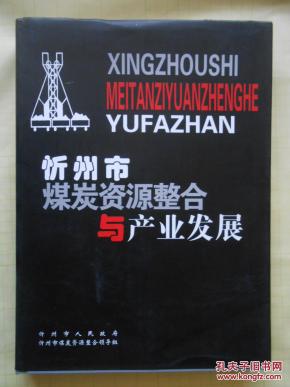 XINGZHOUSHI
MEITANZIYUANZHENGHE
YUFAZHAN
忻州市
煤炭资源整合
与产业发展
忻州市人民政府
忻州市煤炭资源整合领导组
孔夫子旧书网